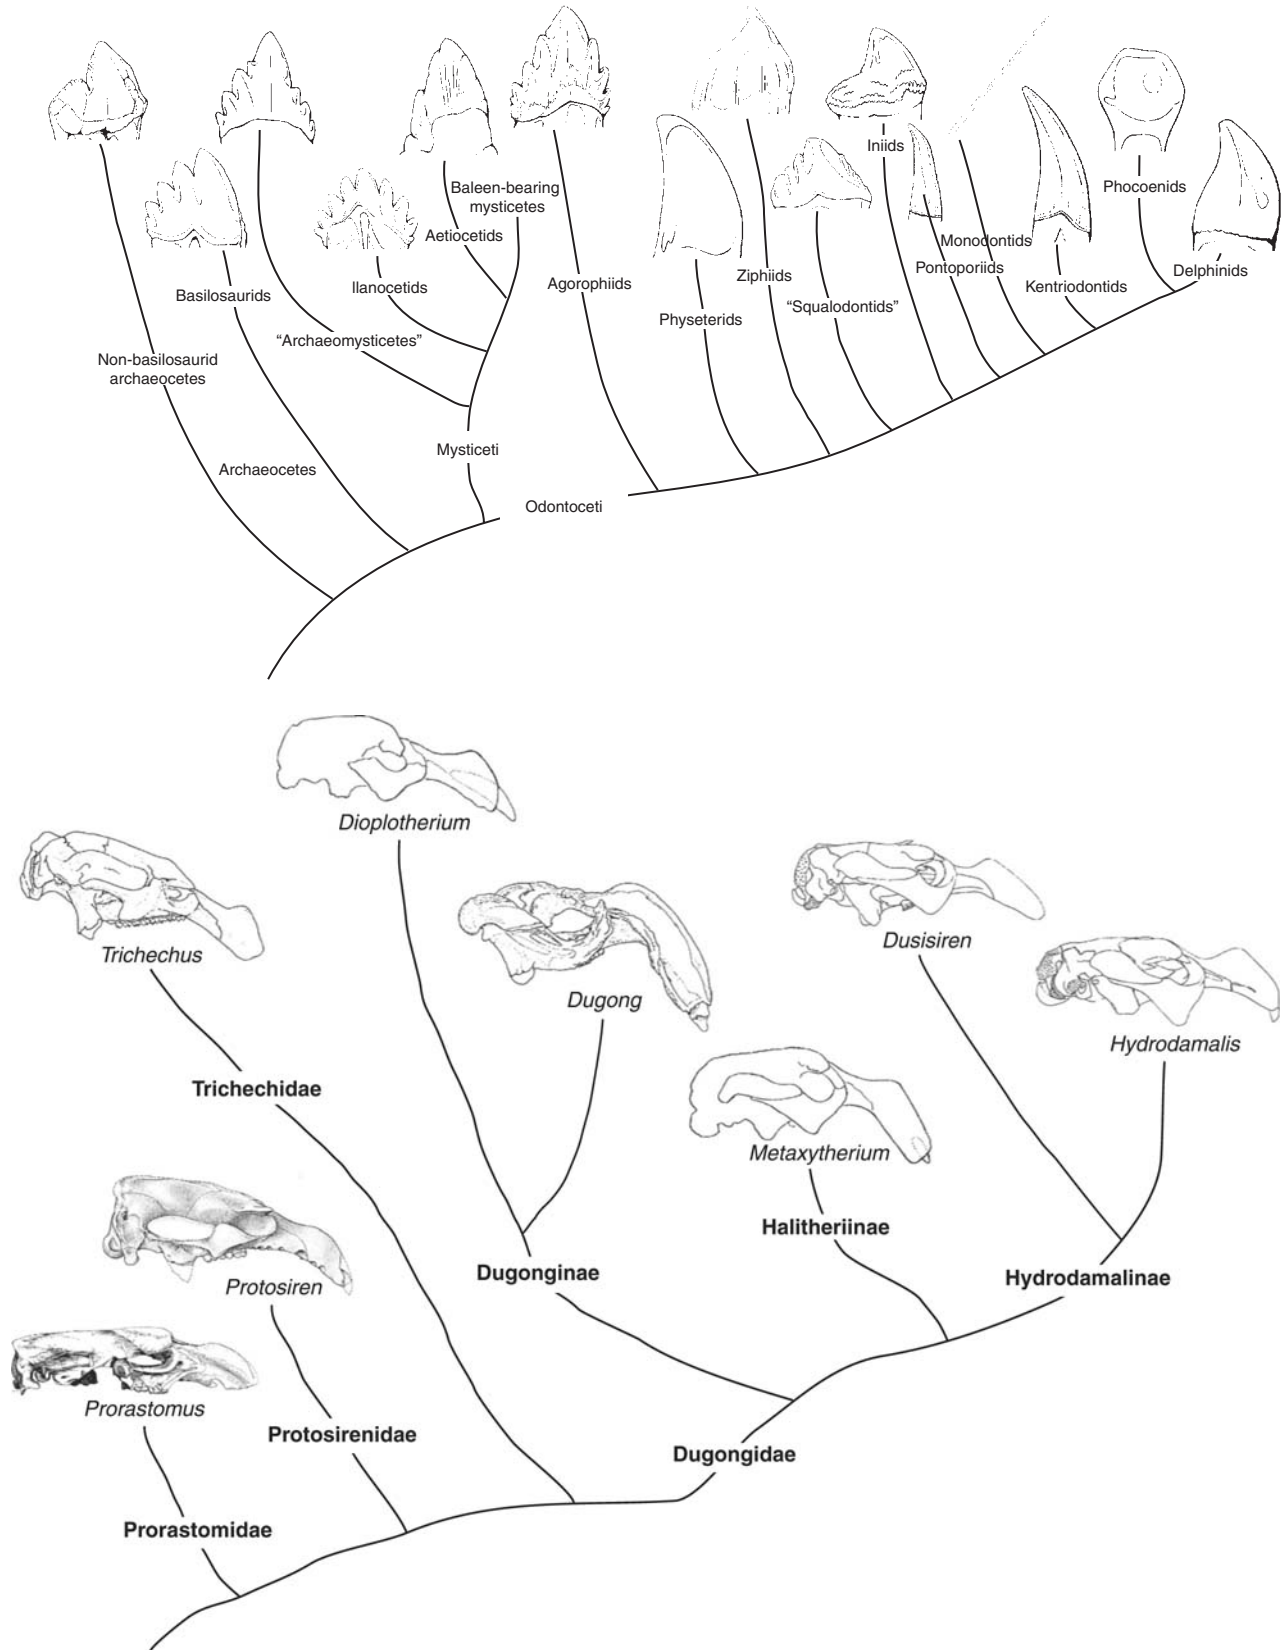 Iniids
Baleen-bearing
mysticetes
Phocoenids
Aetiocetids
Monodontids
Pontoporiids
Delphinids
Basilosaurids
Ilanocetids
Agorophiids
Ziphiids
Kentriodontids
“Archaeomysticetes”
Physeterids
“Squalodontids”
Non-basilosaurid
archaeocetes
Mysticeti
Archaeocetes
Odontoceti
Dioplotherium
Trichechus
Dusisiren
Dugong
Hydrodamalis
Trichechidae
Metaxytherium
Halitheriinae
Protosiren
Dugonginae
Hydrodamalinae
Prorastomus
Protosirenidae
Dugongidae
Prorastomidae